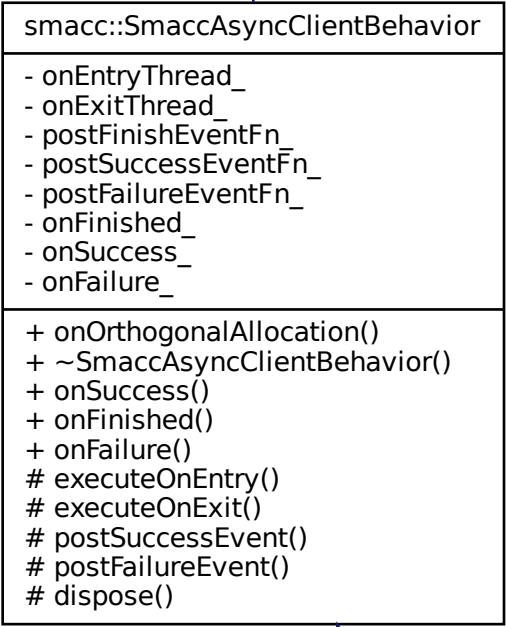 smacc::SmaccAsyncClientBehavior
- onEntryThread_
- onExitThread_
- postFinishEventFn_
- postSuccessEventFn_
- postFailureEventFn_
- onFinished_
- onSuccess_
- onFailure_
+ onOrthogonalAllocation()
+ ~SmaccAsyncClientBehavior()
+ onSuccess()
+ onFinished()
+ onFailure()
# executeOnEntry()
# executeOnExit()
# postSuccessEvent()
# postFailureEvent()
# dispose()